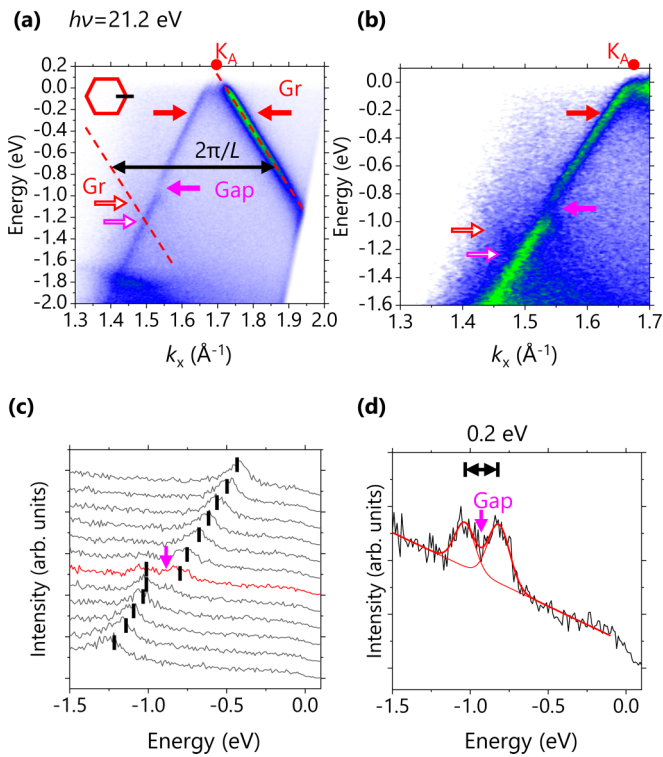 (a) hν=21.2 eV
K_A
Gr
2π/L
Gr
Gap
0.2
0.0
-0.2
-0.4
-0.6
-0.8
-1.0
-1.2
-1.4
-1.6
-1.8
-2.0
Energy (eV)
1.3 1.4 1.5 1.6 1.7 1.8 1.9 2.0
kₓ (Å⁻¹)
(b)
K_A
0.0
-0.2
-0.4
-0.6
-0.8
-1.0
-1.2
-1.4
-1.6
Energy (eV)
1.3 1.4 1.5 1.6 1.7
kₓ (Å⁻¹)
(c)
Intensity (arb. units)
-1.5 -1.0 -0.5 0.0
Energy (eV)
(d)
0.2 eV
Gap
Intensity (arb. units)
-1.5 -1.0 -0.5 0.0
Energy (eV)